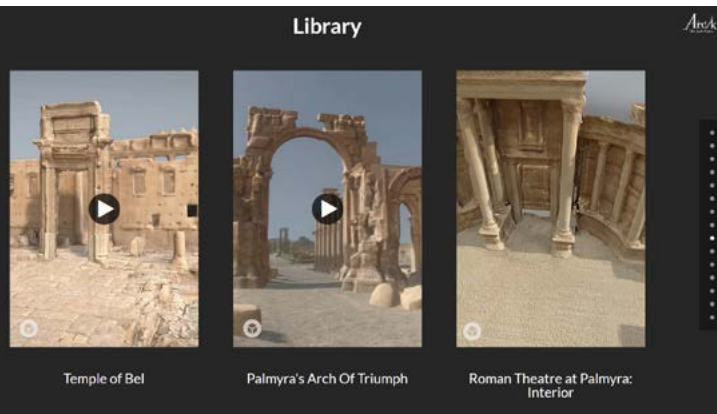 Library
Temple of Bel
Palmyra's Arch Of Triumph
Roman Theatre at Palmyra:
Interior